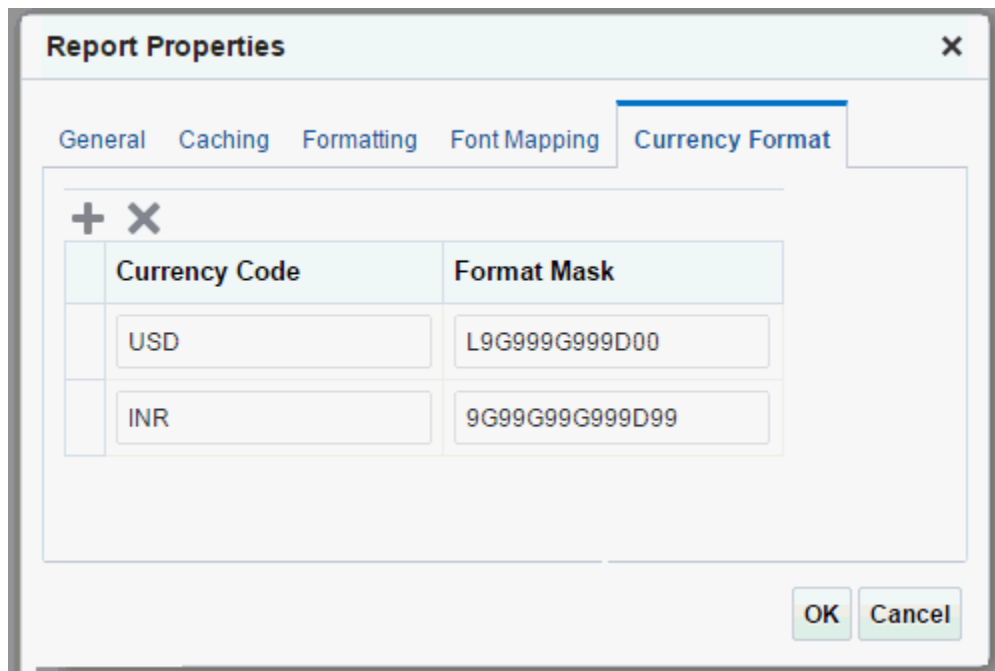 Report Properties
General Caching Formatting Font Mapping Currency Format
Currency Code Format Mask
USD L9G999G999D00
INR 9G99G99G999D99
OK Cancel